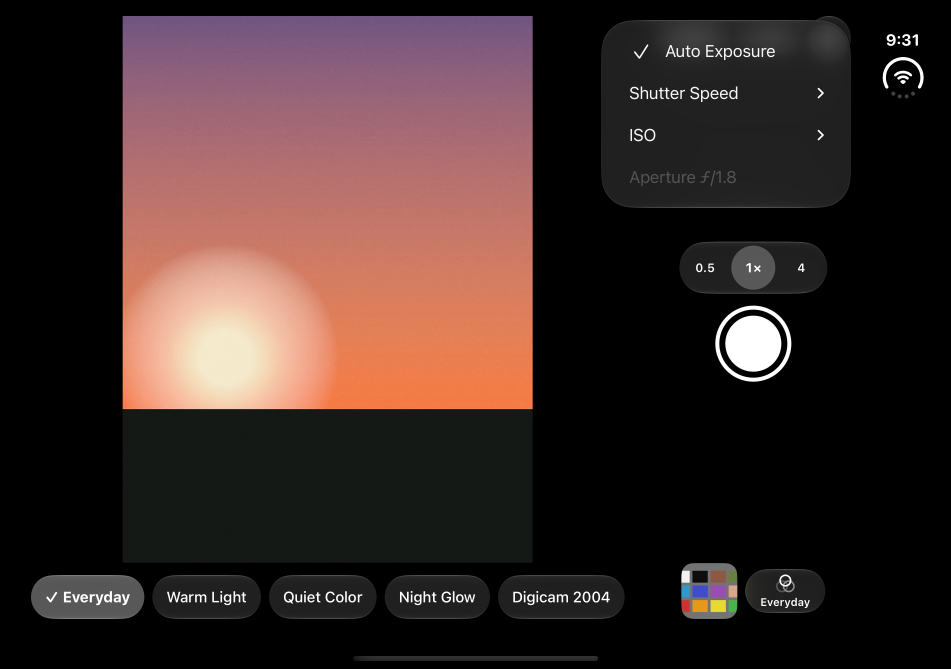 Auto Exposure
Shutter Speed
ISO
Aperture ƒ/1.8
9:31
0.5 1× 4
Everyday Warm Light Quiet Color Night Glow Digicam 2004
Everyday